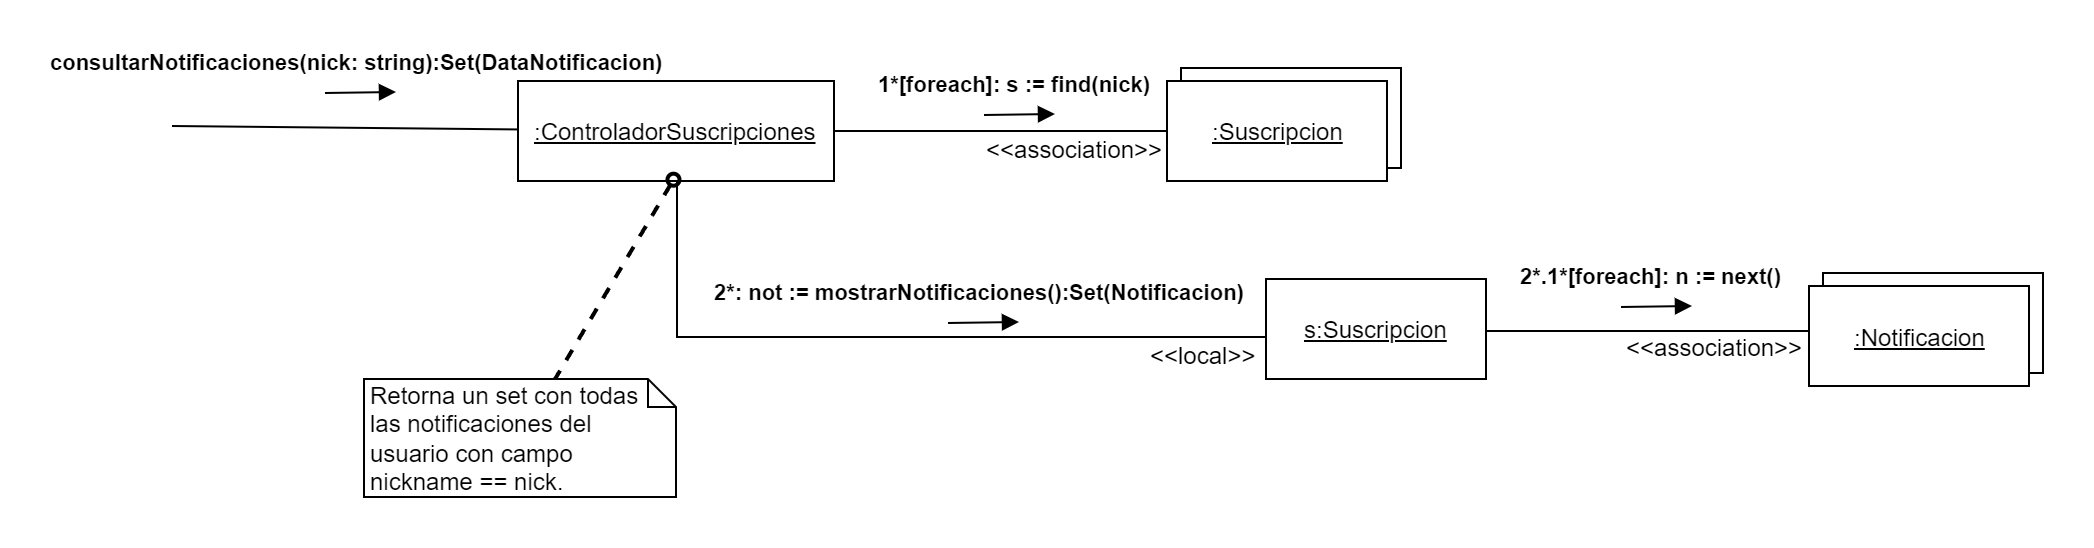 consultarNotificaciones(nick: string):Set(DataNotificacion)
:ControladorSuscripciones
1*[foreach]: s := find(nick)
<<association>>
:Suscripcion
2*: not := mostrarNotificaciones():Set(Notificacion)
<<local>>
s:Suscripcion
2*.1*[foreach]: n := next()
<<association>>
:Notificacion
Retorna un set con todas
las notificaciones del
usuario con campo
nickname == nick.